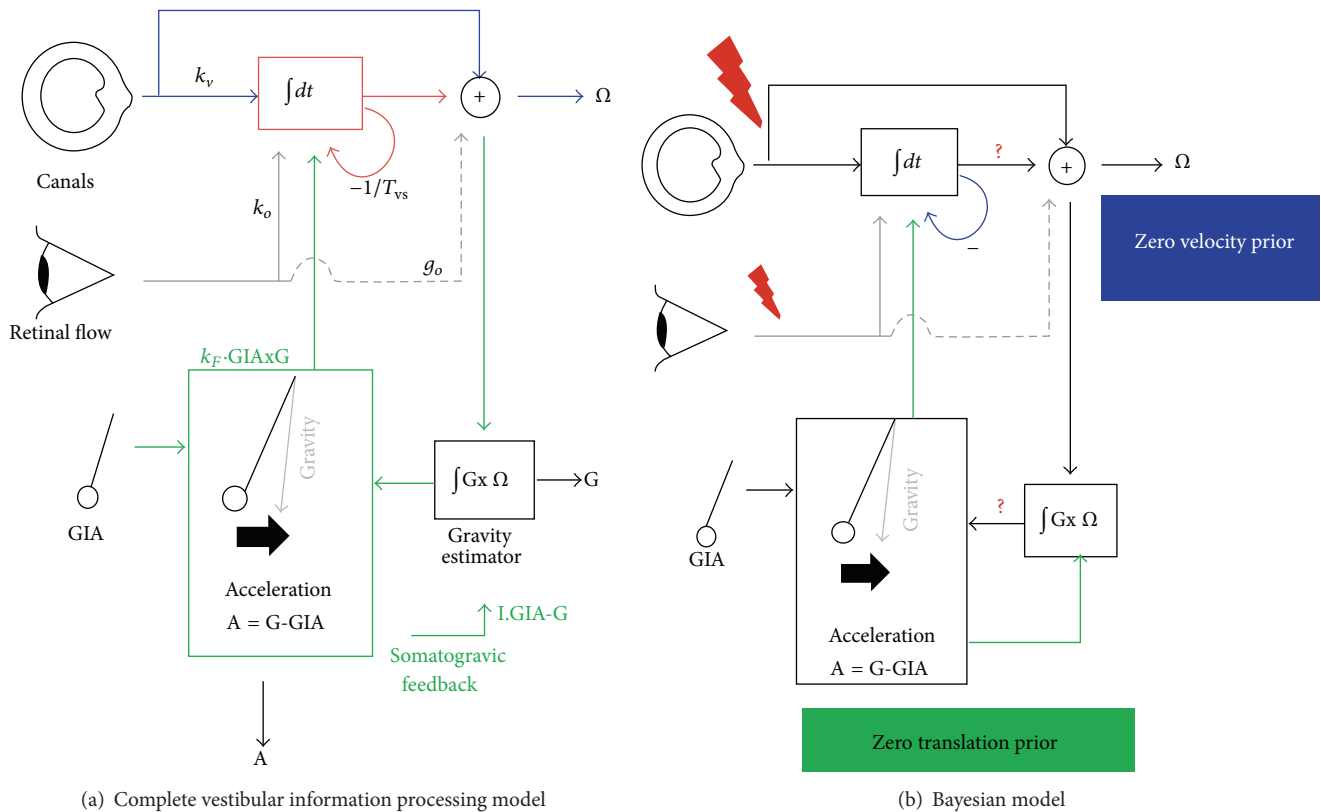 k_v
∫dt
+
Ω
Canals
−1/T_vs
k_o
g_o
Retinal flow
k_F·GIAxG
Gravity
GIA
∫Gx Ω
G
Gravity
estimator
Acceleration
A = G-GIA
I.GIA-G
Somatogravic
feedback
A
(a) Complete vestibular information processing model
∫dt
?
+
Ω
−
Zero velocity prior
Gravity
GIA
?
∫Gx Ω
Acceleration
A = G-GIA
Zero translation prior
(b) Bayesian model